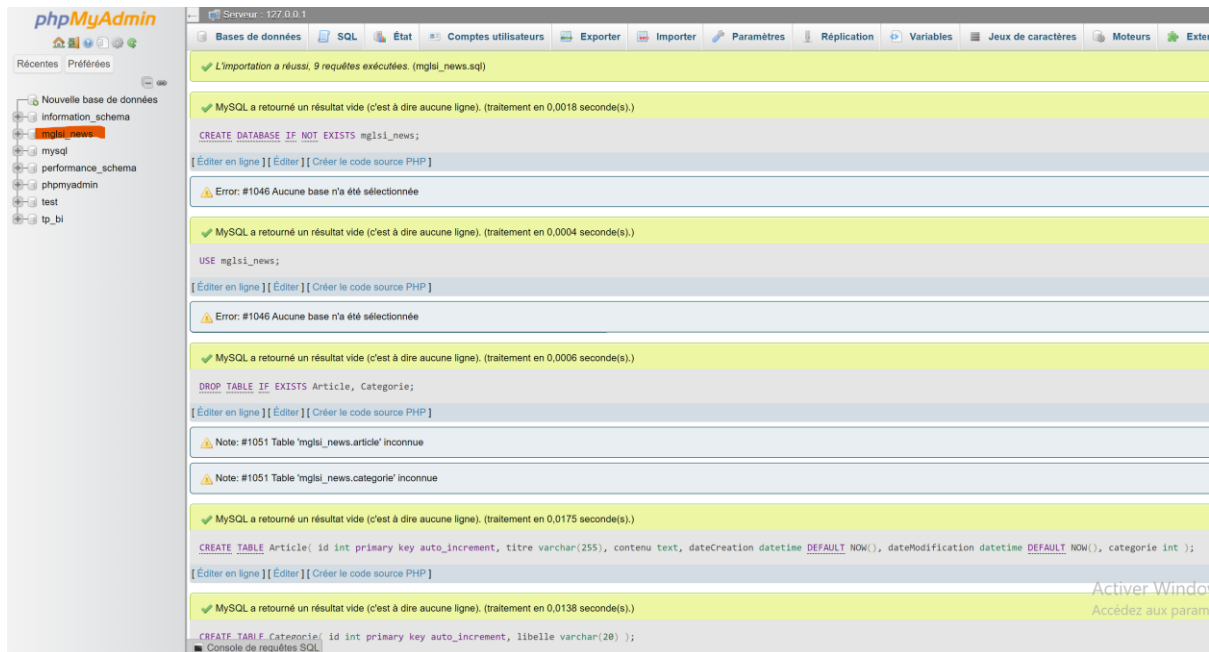 phpMyAdmin
Récentes Préférées
Nouvelle base de données
information_schema
mglsi_news
mysql
performance_schema
phpmyadmin
test
tp_bi
Serveur : 127.0.0.1
Bases de données SQL État Comptes utilisateurs Exporter Importer Paramètres Réplication Variables Jeux de caractères Moteurs Exten
L'importation a réussi, 9 requêtes exécutées. (mglsi_news.sql)
MySQL a retourné un résultat vide (c'est à dire aucune ligne). (traitement en 0,0018 seconde(s).)
CREATE DATABASE IF NOT EXISTS mglsi_news;
[ Éditer en ligne ] [ Éditer ] [ Créer le code source PHP ]
Error: #1046 Aucune base n'a été sélectionnée
MySQL a retourné un résultat vide (c'est à dire aucune ligne). (traitement en 0,0004 seconde(s).)
USE mglsi_news;
[ Éditer en ligne ] [ Éditer ] [ Créer le code source PHP ]
Error: #1046 Aucune base n'a été sélectionnée
MySQL a retourné un résultat vide (c'est à dire aucune ligne). (traitement en 0,0006 seconde(s).)
DROP TABLE IF EXISTS Article, Categorie;
[ Éditer en ligne ] [ Éditer ] [ Créer le code source PHP ]
Note: #1051 Table 'mglsi_news.article' inconnue
Note: #1051 Table 'mglsi_news.categorie' inconnue
MySQL a retourné un résultat vide (c'est à dire aucune ligne). (traitement en 0,0175 seconde(s).)
CREATE TABLE Article( id int primary key auto_increment, titre varchar(255), contenu text, dateCreation datetime DEFAULT NOW(), dateModification datetime DEFAULT NOW(), categorie int );
[ Éditer en ligne ] [ Éditer ] [ Créer le code source PHP ]
MySQL a retourné un résultat vide (c'est à dire aucune ligne). (traitement en 0,0138 seconde(s).)
CREATE TABLE Categorie( id int primary key auto_increment, libelle varchar(20) );
Console de requêtes SQL
Activer Windo
Accédez aux param